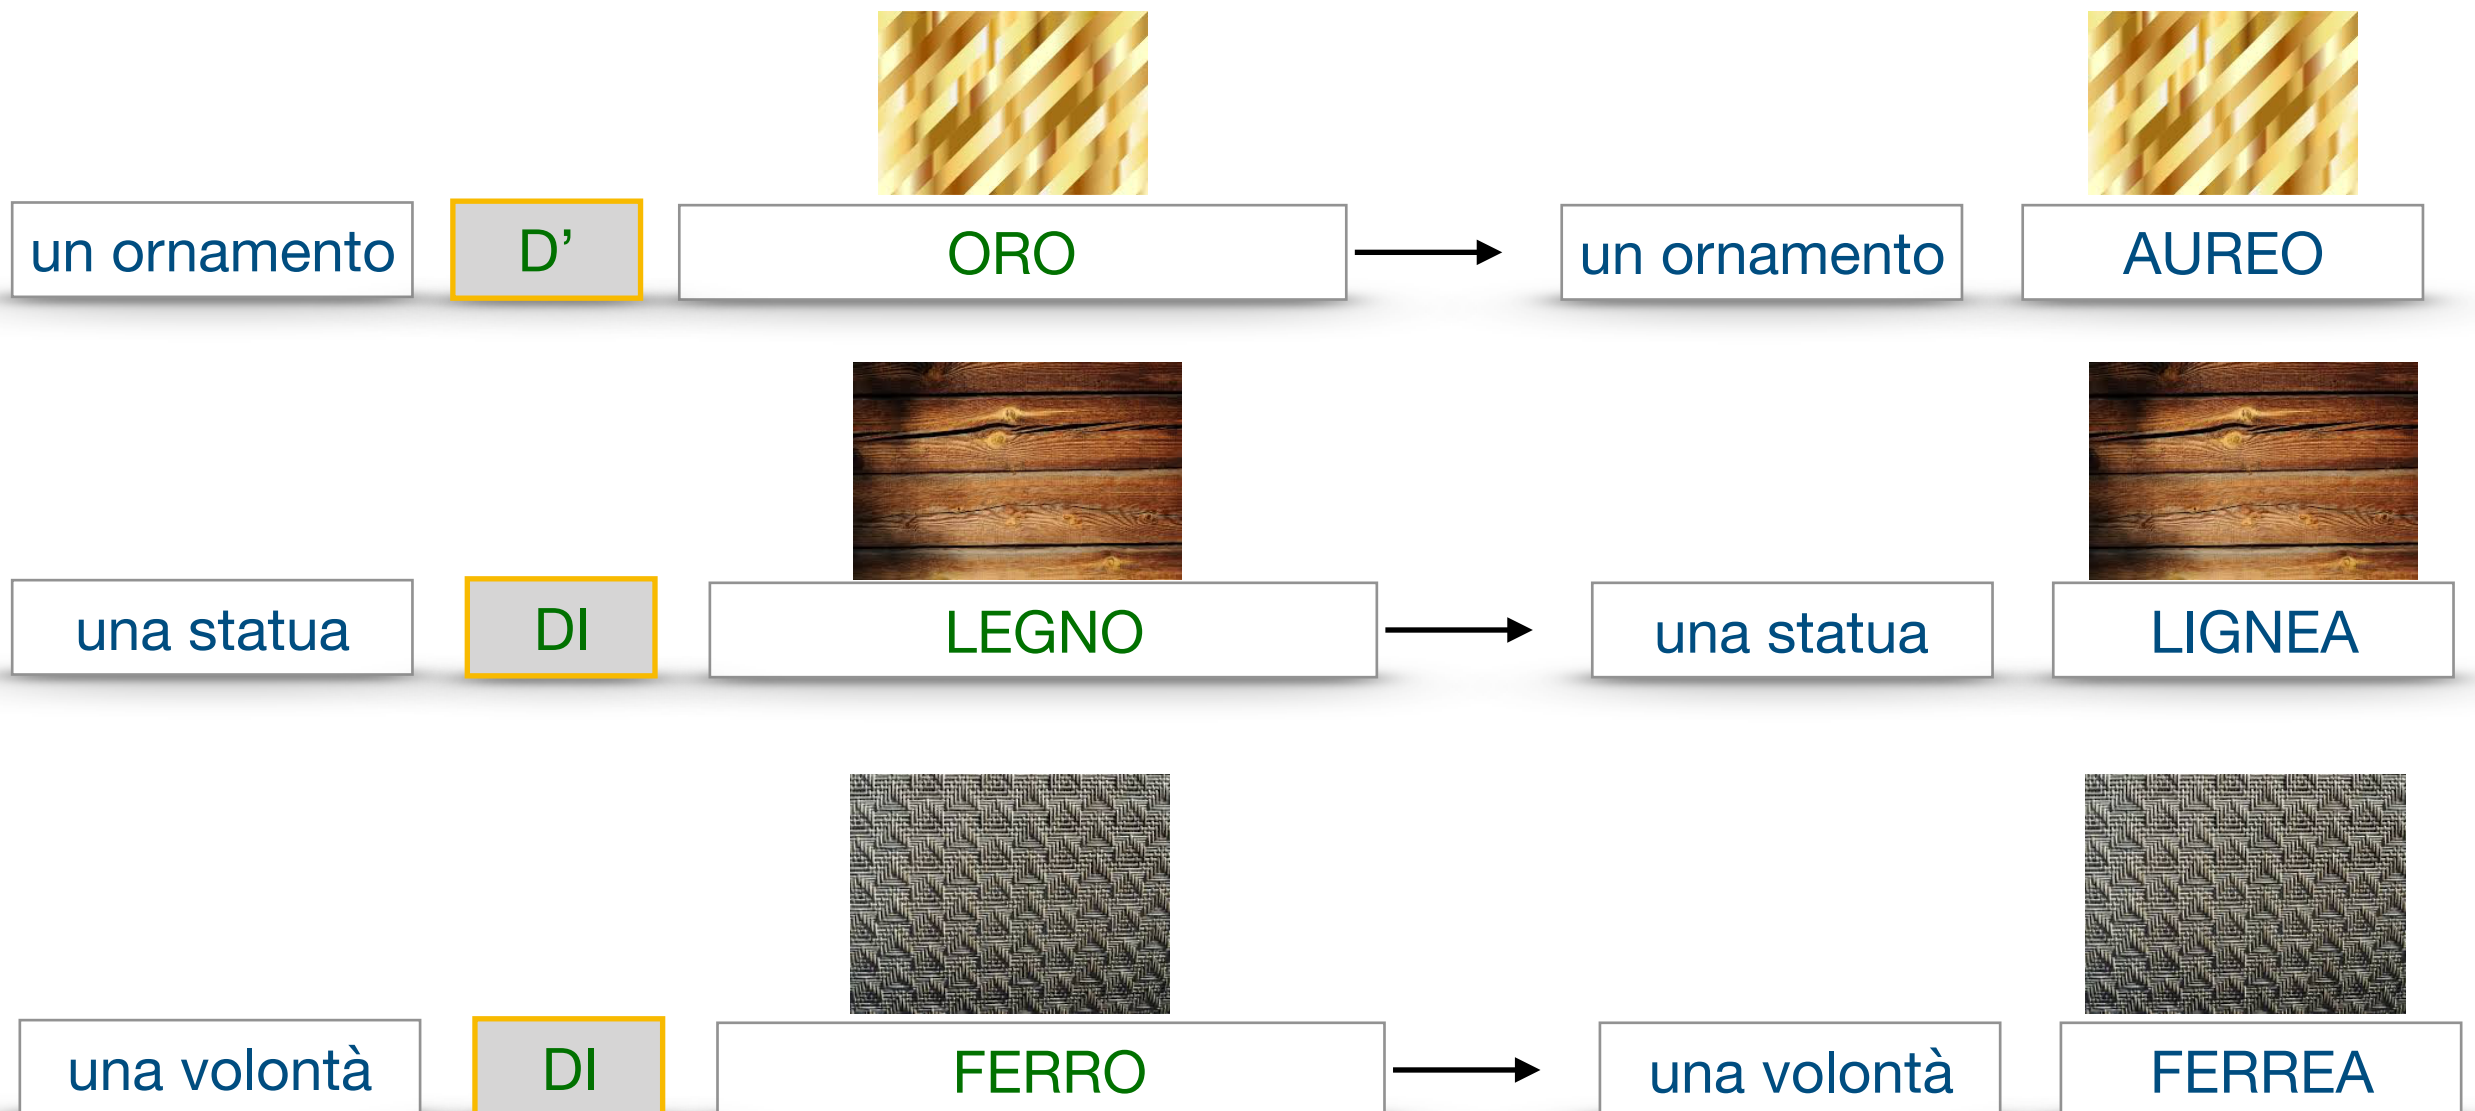 un ornamento D’ ORO un ornamento AUREO
una statua DI LEGNO una statua LIGNEA
una volontà DI FERRO una volontà FERREA